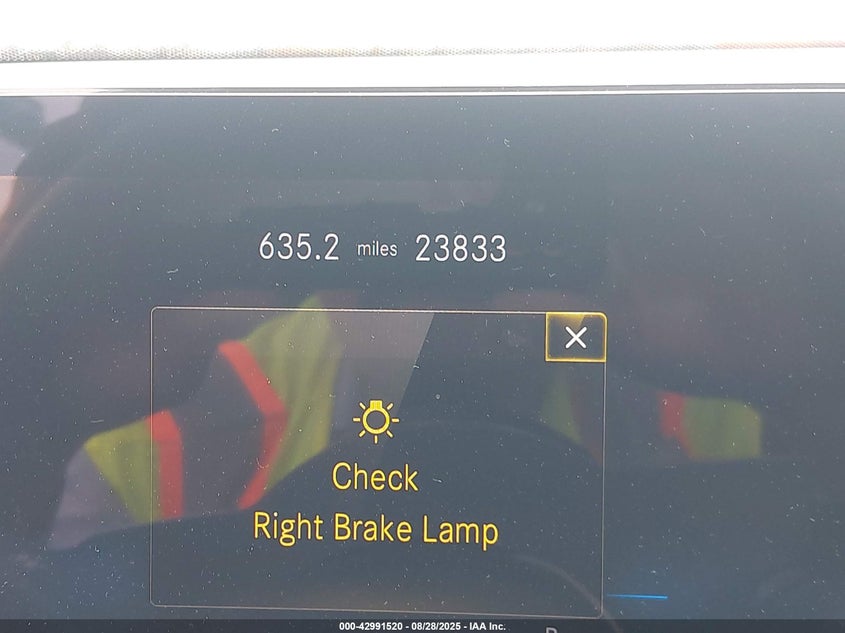 635.2 miles 23833
Check
Right Brake Lamp
000-42991520 - 08/28/2025 - IAA Inc.